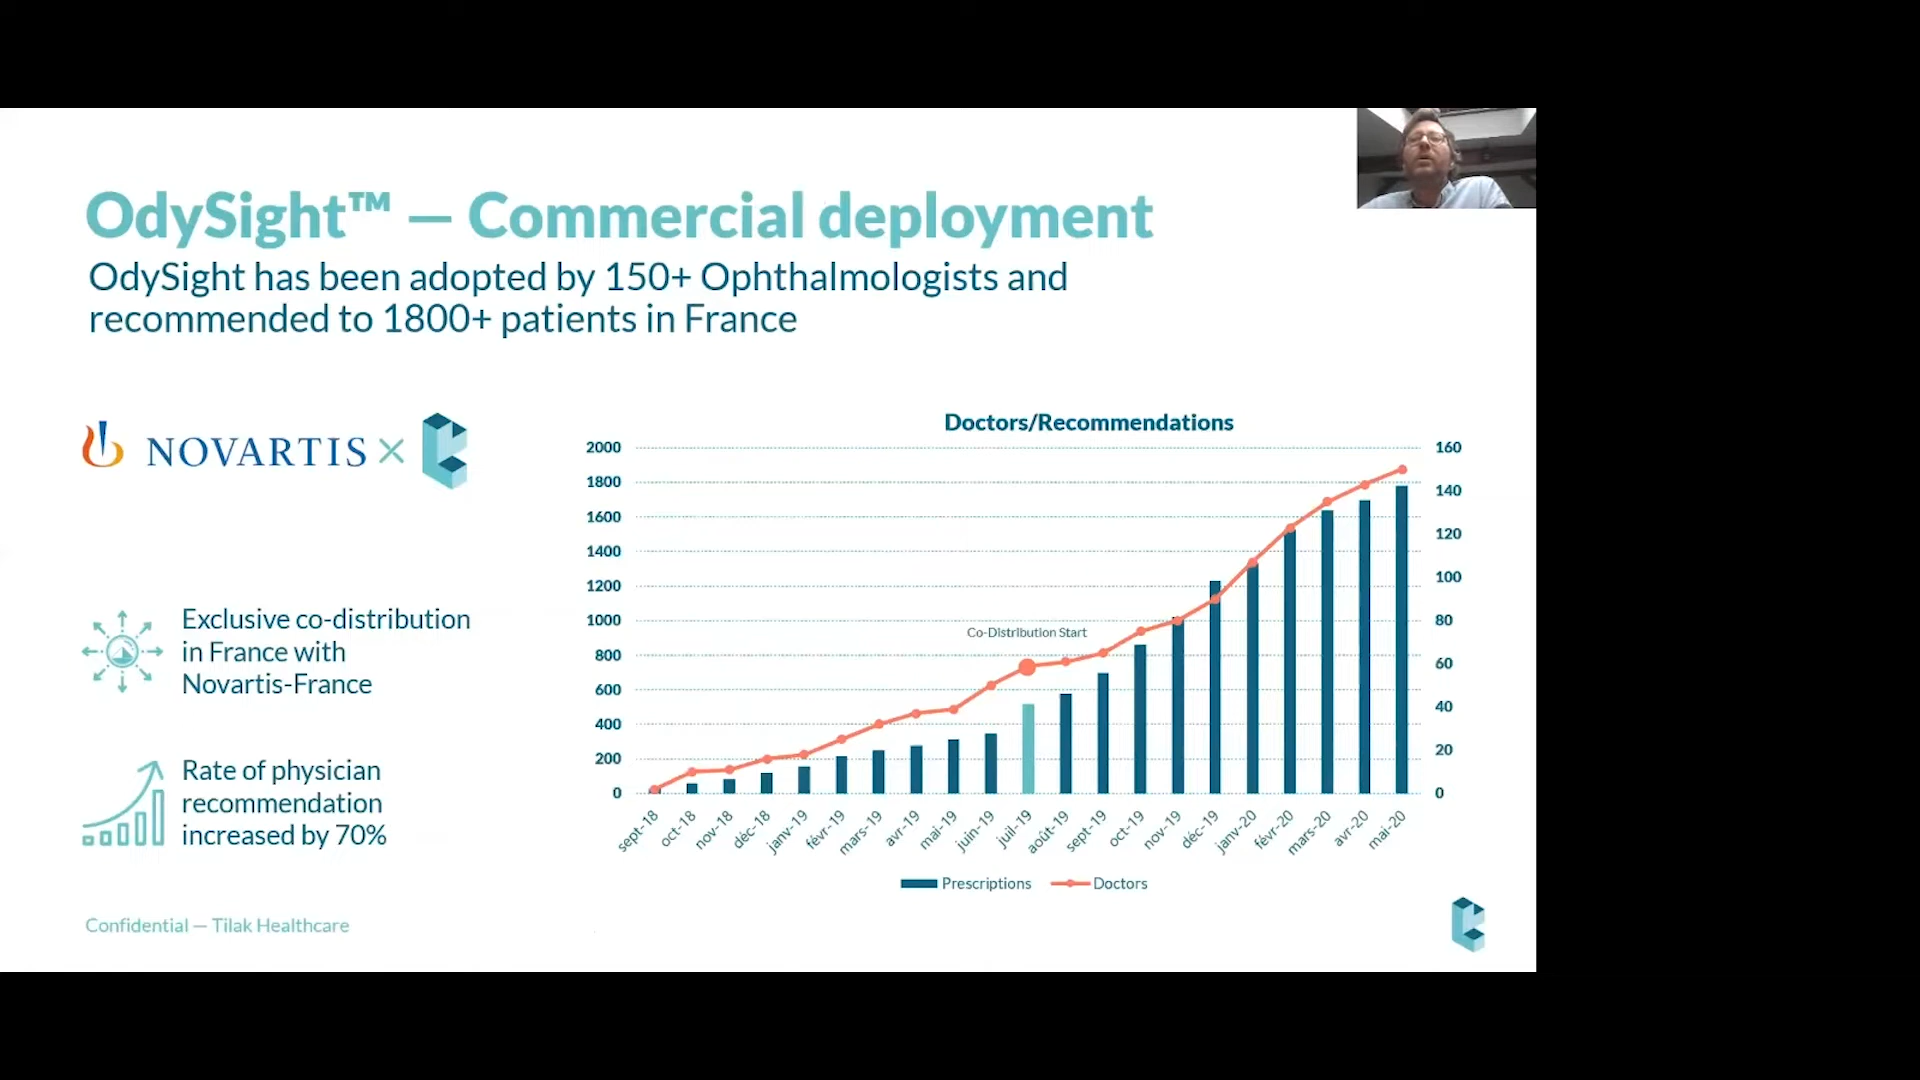 OdySight™ — Commercial deployment
OdySight has been adopted by 150+ Ophthalmologists and
recommended to 1800+ patients in France
NOVARTIS
Exclusive co-distribution
in France with
Novartis-France
Rate of physician
recommendation
increased by 70%
Doctors/Recommendations
2000
1800
1600
1400
1200
1000
800
600
400
200
0
160
140
120
100
80
60
40
20
0
Co-Distribution Start
sept-18
oct-18
nov-18
déc-18
janv-19
févr-19
mars-19
avr-19
mai-19
juin-19
juil-19
août-19
sept-19
oct-19
nov-19
déc-19
janv-20
févr-20
mars-20
avr-20
mai-20
Prescriptions
Doctors
Confidential — Tilak Healthcare